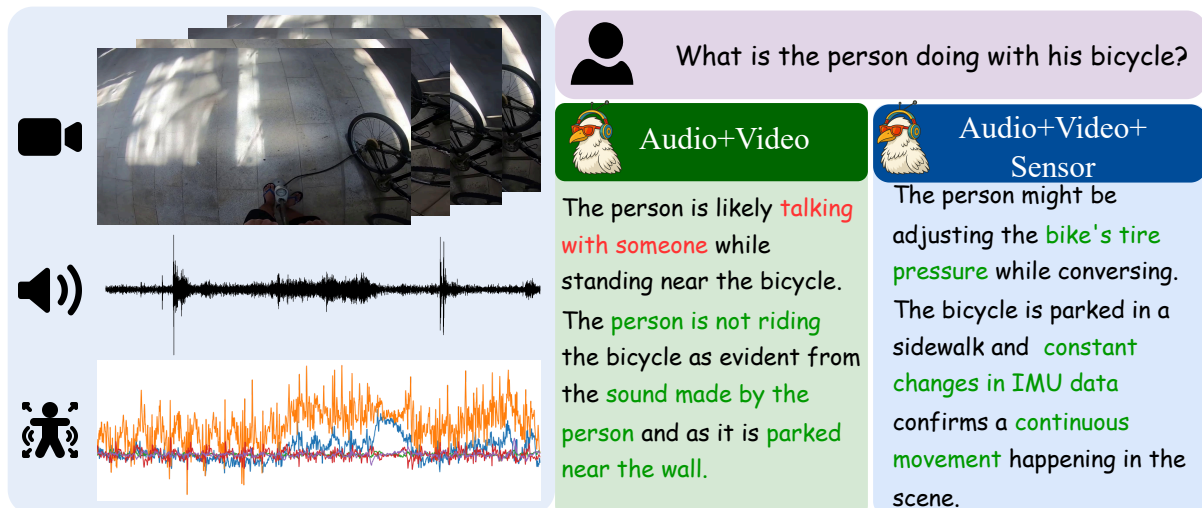 What is the person doing with his bicycle?
Audio+Video
The person is likely talking
with someone while
standing near the bicycle.
The person is not riding
the bicycle as evident from
the sound made by the
person and as it is parked
near the wall.
Audio+Video+
Sensor
The person might be
adjusting the bike's tire
pressure while conversing.
The bicycle is parked in a
sidewalk and constant
changes in IMU data
confirms a continuous
movement happening in the
scene.